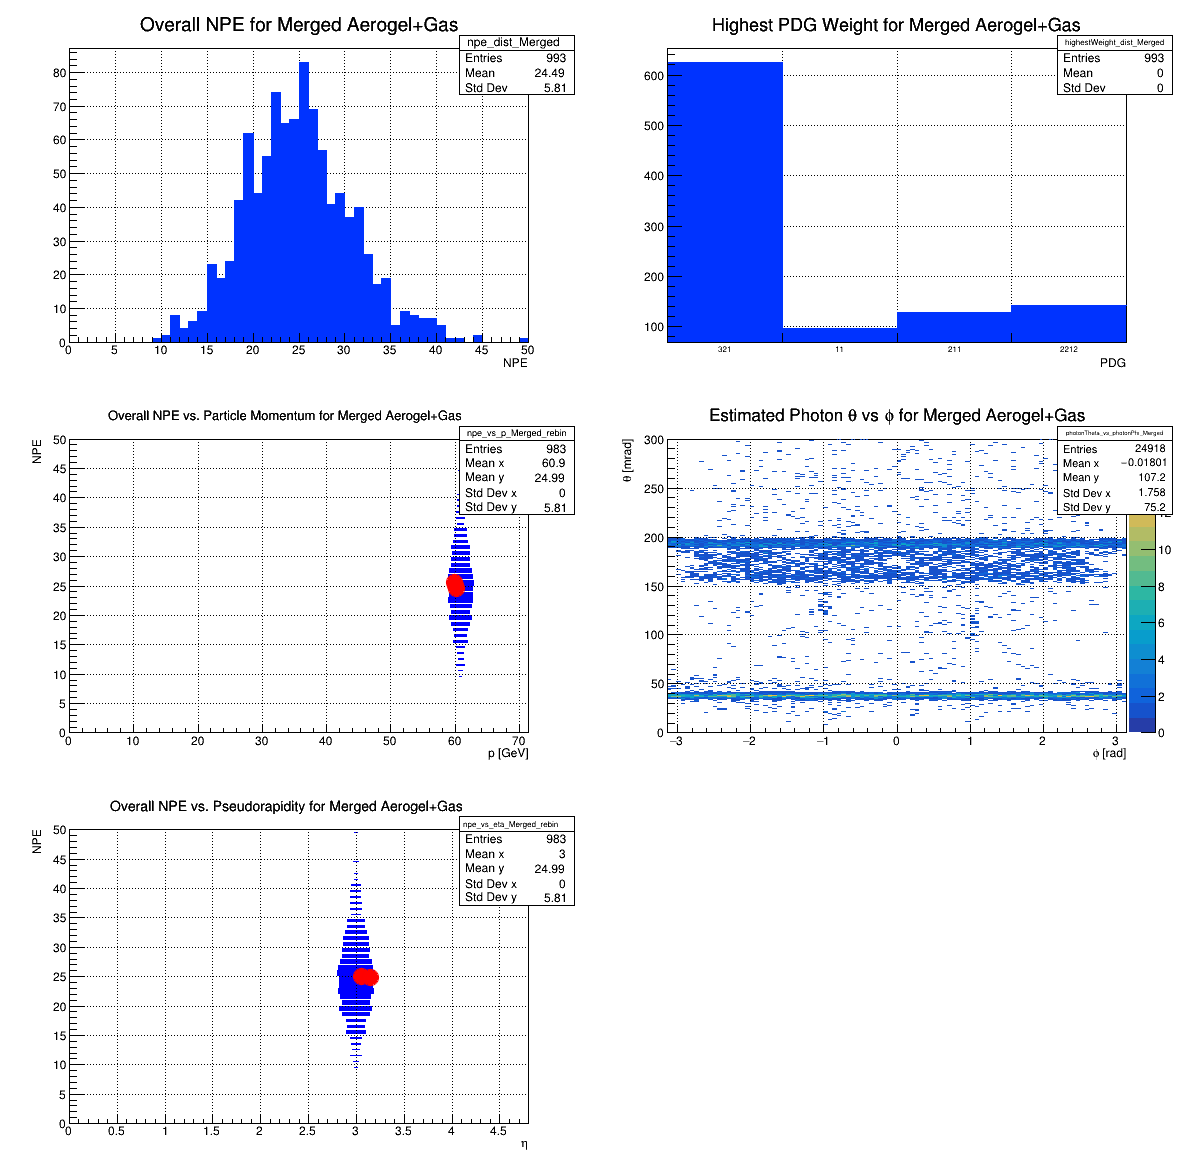 Overall NPE for Merged Aerogel+Gas
npe_dist_Merged
Entries 993
Mean 24.49
Std Dev 5.81
80
70
60
50
40
30
20
10
0
0 5 10 15 20 25 30 35 40 45 50
NPE
Highest PDG Weight for Merged Aerogel+Gas
highestWeight_dist_Merged
Entries 993
Mean 0
Std Dev 0
600
500
400
300
200
100
321 11 211 2212
PDG
Overall NPE vs. Particle Momentum for Merged Aerogel+Gas
npe_vs_p_Merged_rebin
Entries 983
Mean x 60.9
Mean y 24.99
Std Dev x 0
Std Dev y 5.81
NPE
50
45
40
35
30
25
20
15
10
5
0
0 10 20 30 40 50 60 70
p [GeV]
Estimated Photon θ vs ϕ for Merged Aerogel+Gas
photonTheta_vs_photonPhi_Merged
Entries 24918
Mean x −0.01801
Mean y 107.2
Std Dev x 1.758
Std Dev y 75.2
θ [mrad]
300
250
200
150
100
50
0
−3 −2 −1 0 1 2 3
ϕ [rad]
10
8
6
4
2
0
Overall NPE vs. Pseudorapidity for Merged Aerogel+Gas
npe_vs_eta_Merged_rebin
Entries 983
Mean x 3
Mean y 24.99
Std Dev x 0
Std Dev y 5.81
NPE
50
45
40
35
30
25
20
15
10
5
0
0 0.5 1 1.5 2 2.5 3 3.5 4 4.5
η